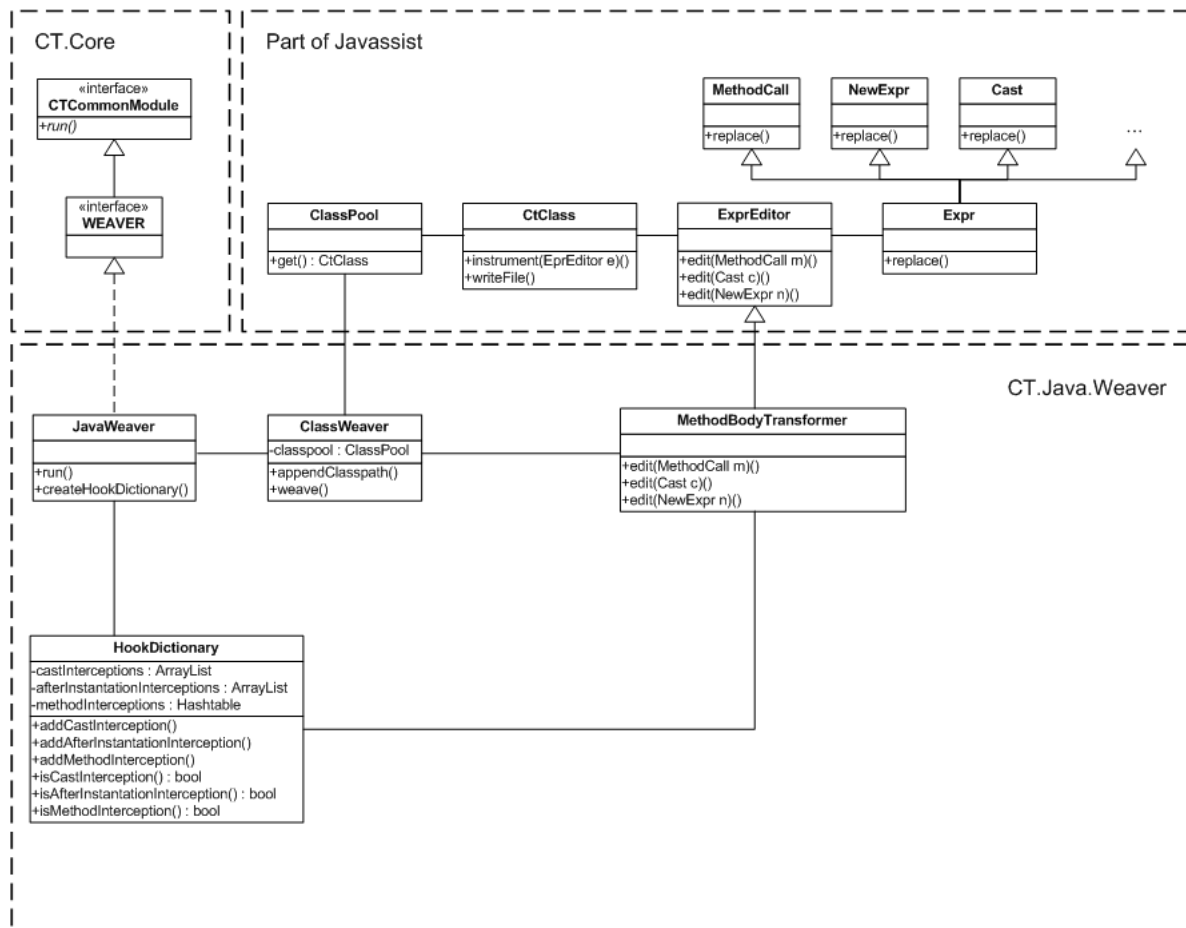 CT.Core
«interface»
CTCommonModule
+run()
«interface»
WEAVER
Part of Javassist
MethodCall
+replace()
NewExpr
+replace()
Cast
+replace()
...
ClassPool
+get() : CtClass
CtClass
+instrument(EprEditor e)()
+writeFile()
ExprEditor
+edit(MethodCall m)()
+edit(Cast c)()
+edit(NewExpr n)()
Expr
+replace()
CT.Java.Weaver
JavaWeaver
+run()
+createHookDictionary()
ClassWeaver
-classpool : ClassPool
+appendClasspath()
+weave()
MethodBodyTransformer
+edit(MethodCall m)()
+edit(Cast c)()
+edit(NewExpr n)()
HookDictionary
-castInterceptions : ArrayList
-afterInstantationInterceptions : ArrayList
-methodInterceptions : Hashtable
+addCastInterception()
+addAfterInstantationInterception()
+addMethodInterception()
+isCastInterception() : bool
+isAfterInstantationInterception() : bool
+isMethodInterception() : bool